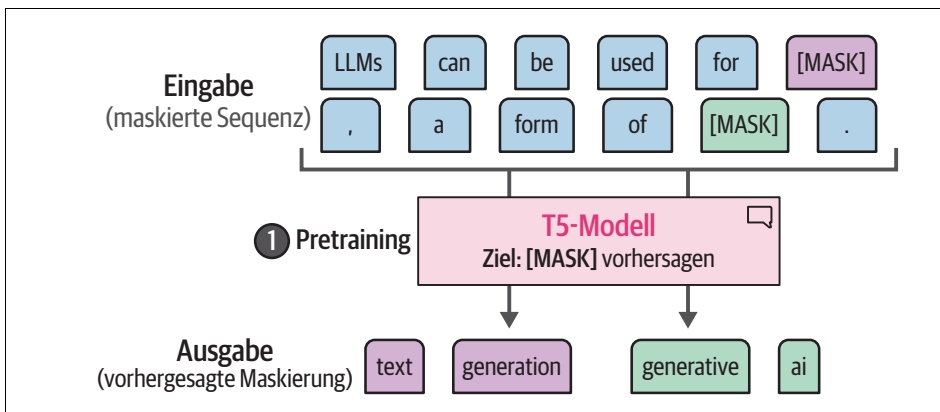 LLMs can be used for [MASK]
Eingabe
(maskierte Sequenz)
, a form of [MASK] .
T5-Modell
1 Pretraining
Ziel: [MASK] vorhersagen
Ausgabe
(vorhergesagte Maskierung)
text generation generative ai